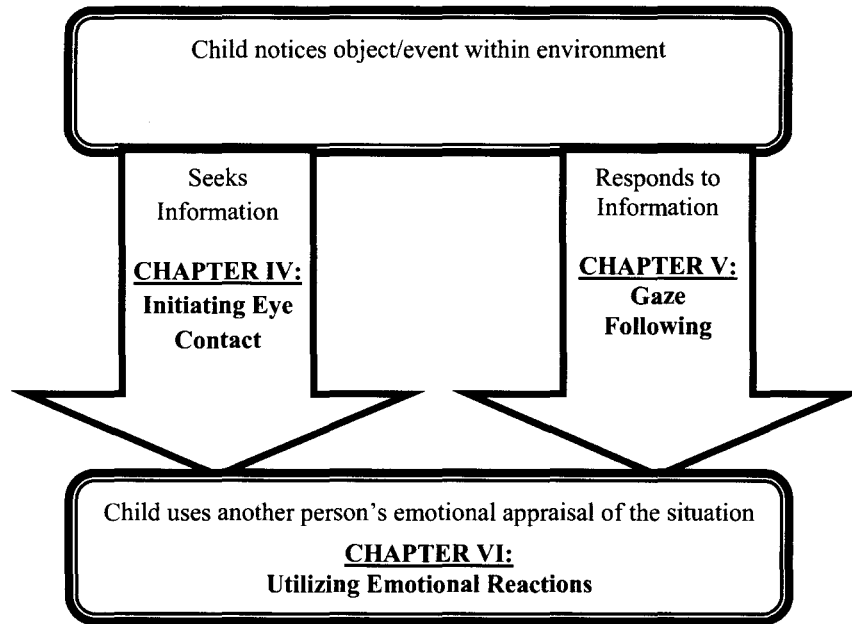 Child notices object/event within environment
Seeks
Information
CHAPTER IV:
Initiating Eye
Contact
Responds to
Information
CHAPTER V:
Gaze
Following
Child uses another person's emotional appraisal of the situation
CHAPTER VI:
Utilizing Emotional Reactions